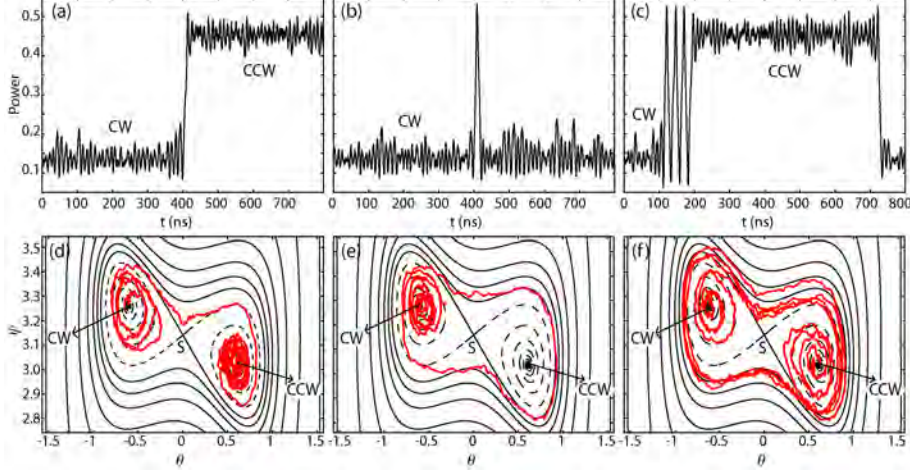 (a) (b) (c)
0.5
0.4
0.3
0.2
0.1
Power
CW CCW CW CW CCW
0 100 200 300 400 500 600 700 0 100 200 300 400 500 600 700 0 100 200 300 400 500 600 700 800
t (ns) t (ns) t (ns)
(d) (e) (f)
3.5
3.4
3.3
3.2
3.1
3.0
2.9
2.8
ψ
CW S CCW CW S CCW CW S CCW
-1.5 -1 -0.5 0 0.5 1 1.5 -1.5 -1 -0.5 0 0.5 1 1.5 -1.5 -1 -0.5 0 0.5 1 1.5
θ θ θ